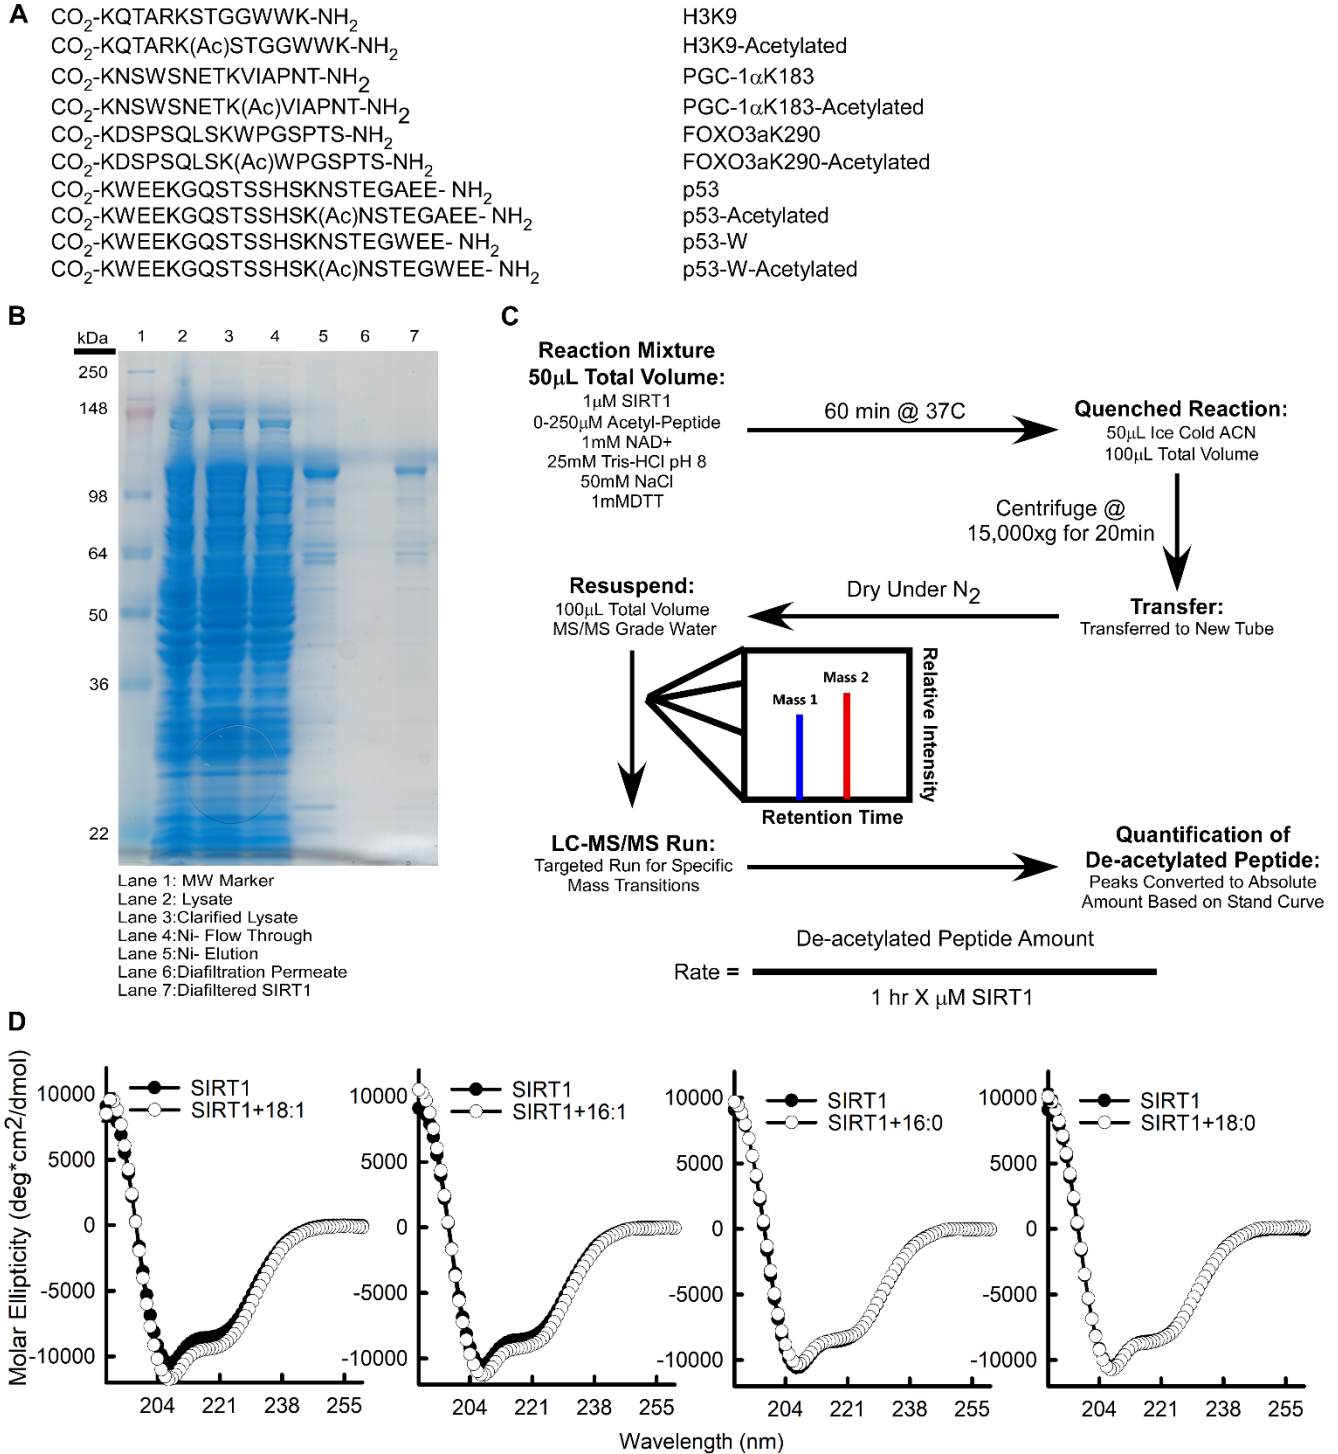 A
CO2-KQTARKSTGGWWK-NH2 H3K9
CO2-KQTARK(Ac)STGGWWK-NH2 H3K9-Acetylated
CO2-KNSWSNETKVIAPNT-NH2 PGC-1αK183
CO2-KNSWSNETK(Ac)VIAPNT-NH2 PGC-1αK183-Acetylated
CO2-KDSPSQLSKWPGSPTS-NH2 FOXO3aK290
CO2-KDSPSQLSK(Ac)WPGSPTS-NH2 FOXO3aK290-Acetylated
CO2-KWEEKGQSTSSHSKNSTEGAEE- NH2 p53
CO2-KWEEKGQSTSSHSK(Ac)NSTEGAEE- NH2 p53-Acetylated
CO2-KWEEKGQSTSSHSKNSTEGWEE- NH2 p53-W
CO2-KWEEKGQSTSSHSK(Ac)NSTEGWEE- NH2 p53-W-Acetylated
B
kDa 1 2 3 4 5 6 7
250
148
98
64
50
36
22
Lane 1: MW Marker
Lane 2: Lysate
Lane 3:Clarified Lysate
Lane 4:Ni- Flow Through
Lane 5:Ni- Elution
Lane 6:Diafiltration Permeate
Lane 7:Diafiltered SIRT1
C
Reaction Mixture
50μL Total Volume:
1μM SIRT1
0-250μM Acetyl-Peptide
1mM NAD+
25mM Tris-HCl pH 8
50mM NaCl
1mMDTT
60 min @ 37C
Quenched Reaction:
50μL Ice Cold ACN
100μL Total Volume
Centrifuge @
15,000xg for 20min
Transfer:
Transferred to New Tube
Dry Under N2
Resuspend:
100μL Total Volume
MS/MS Grade Water
Mass 1
Mass 2
Relative Intensity
Retention Time
LC-MS/MS Run:
Targeted Run for Specific
Mass Transitions
Quantification of
De-acetylated Peptide:
Peaks Converted to Absolute
Amount Based on Stand Curve
De-acetylated Peptide Amount
Rate =
1 hr X μM SIRT1
D
Molar Ellipticity (deg*cm2/dmol)
10000
5000
0
-5000
-10000
SIRT1
SIRT1+18:1
204 221 238 255
10000
5000
0
-5000
-10000
SIRT1
SIRT1+16:1
204 221 238 255
10000
5000
0
-5000
-10000
SIRT1
SIRT1+16:0
204 221 238 255
10000
5000
0
-5000
-10000
SIRT1
SIRT1+18:0
204 221 238 255
Wavelength (nm)